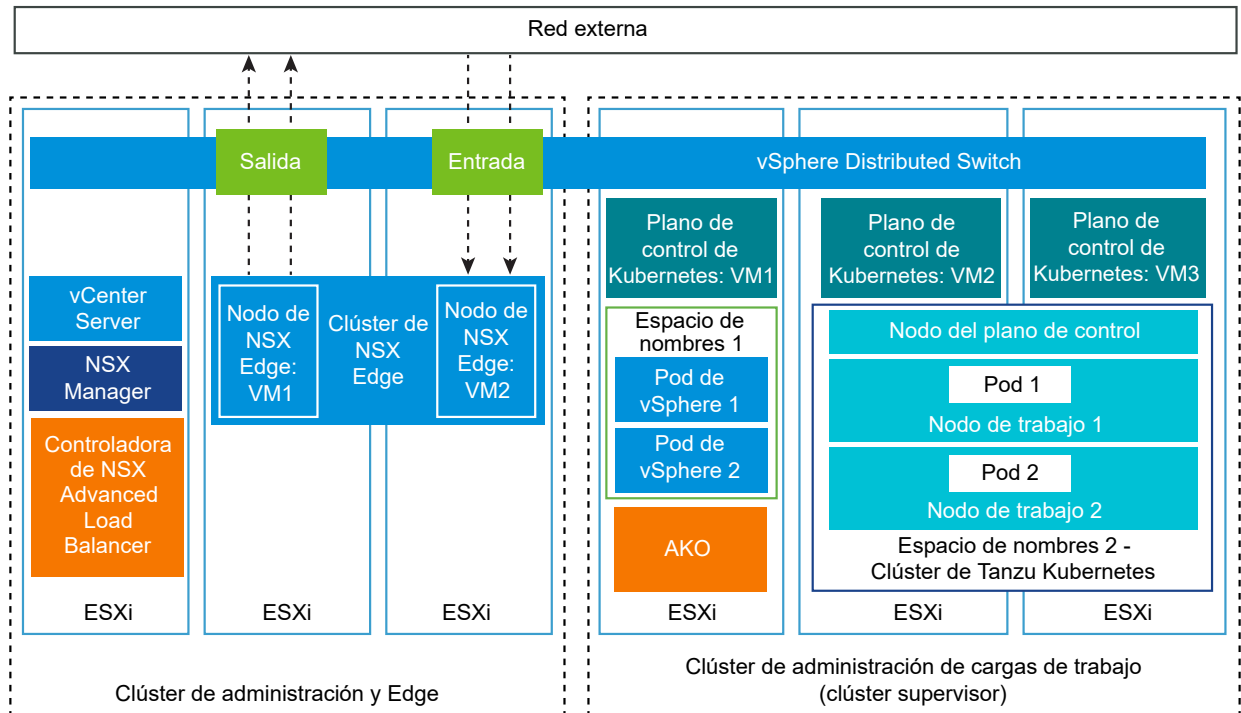 Red externa
Salida
Entrada
vSphere Distributed Switch
vCenter
Server
NSX
Manager
Controladora
de NSX
Advanced
Load
Balancer
Nodo de
NSX
Edge:
VM1
Clúster de
NSX
Edge
Nodo de
NSX
Edge:
VM2
ESXi
ESXi
ESXi
Clúster de administración y Edge
Plano de
control de
Kubernetes: VM1
Plano de
control de
Kubernetes: VM2
Plano de
control de
Kubernetes: VM3
Espacio de
nombres 1
Pod de
vSphere 1
Pod de
vSphere 2
AKO
Nodo del plano de control
Pod 1
Nodo de trabajo 1
Pod 2
Nodo de trabajo 2
Espacio de nombres 2 -
Clúster de Tanzu Kubernetes
ESXi
ESXi
ESXi
Clúster de administración de cargas de trabajo
(clúster supervisor)